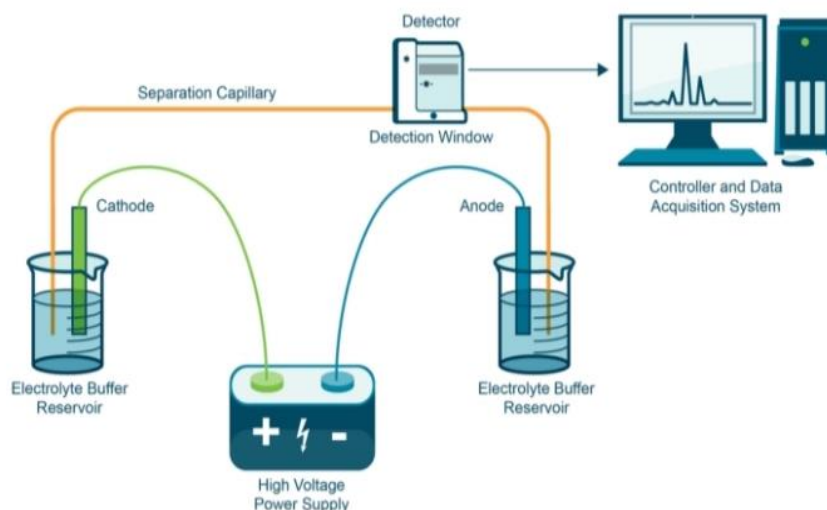 Detector
Separation Capillary
Detection Window
Controller and Data
Acquisition System
Cathode
Anode
Electrolyte Buffer
Reservoir
Electrolyte Buffer
Reservoir
+ -
High Voltage
Power Supply